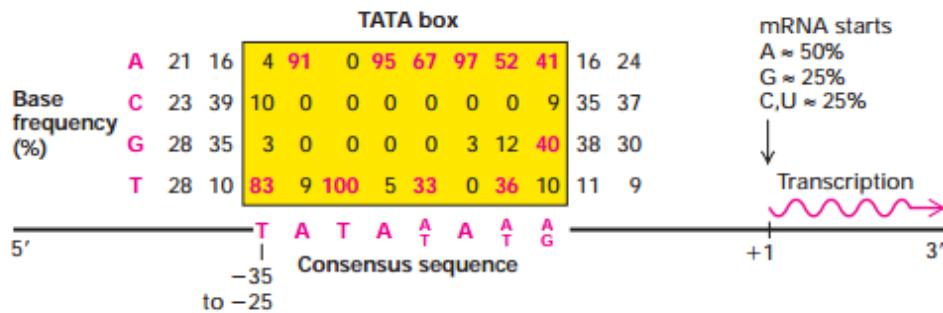 TATA box
mRNA starts
A ≈ 50%
G ≈ 25%
C,U ≈ 25%
Base
frequency
(%)
A 21 16 4 91 0 95 67 97 52 41 16 24
C 23 39 10 0 0 0 0 0 0 9 35 37
G 28 35 3 0 0 0 0 3 12 40 38 30
T 28 10 83 9 100 5 33 0 36 10 11 9
Transcription
5′ T A T A A/T A A/T A/G +1 3′
−35
to −25
Consensus sequence